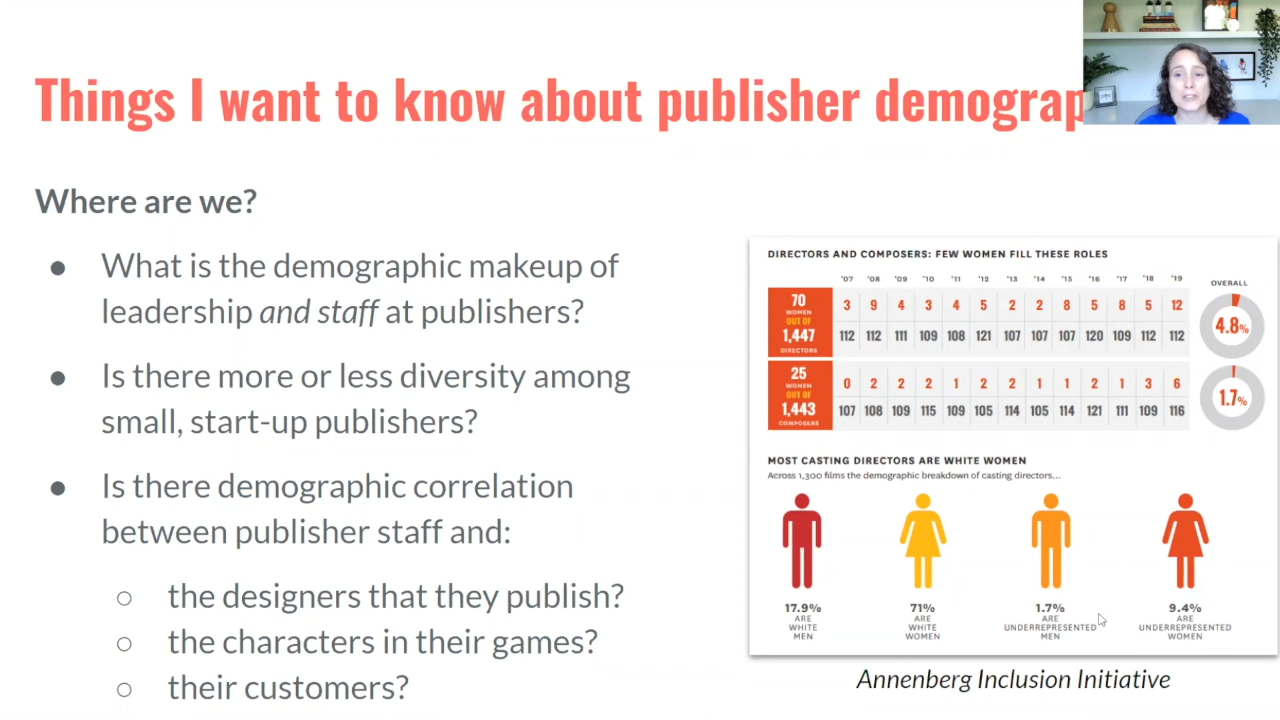 Things I want to know about publisher demograp
Where are we?
● What is the demographic makeup of
leadership and staff at publishers?
● Is there more or less diversity among
small, start-up publishers?
● Is there demographic correlation
between publisher staff and:
○ the designers that they publish?
○ the characters in their games?
○ their customers?
DIRECTORS AND COMPOSERS: FEW WOMEN FILL THESE ROLES
'07 '08 '09 '10 '11 '12 '13 '14 '15 '16 '17 '18 '19
OVERALL
70 WOMEN OUT OF 1,447 DIRECTORS
3 9 4 3 4 5 2 2 8 5 8 5 12
112 112 111 109 108 121 107 107 107 120 109 112 112
4.8%
25 WOMEN OUT OF 1,443 COMPOSERS
0 2 2 2 1 2 2 1 1 2 1 3 6
107 108 109 115 109 105 114 105 114 121 111 109 116
1.7%
MOST CASTING DIRECTORS ARE WHITE WOMEN
Across 1,300 films the demographic breakdown of casting directors...
17.9% 71% 1.7% 9.4%
ARE ARE ARE ARE
WHITE WHITE UNDERREPRESENTED UNDERREPRESENTED
MEN WOMEN MEN WOMEN
Annenberg Inclusion Initiative